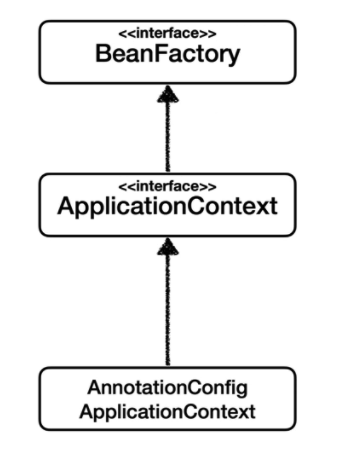 <<interface>>
BeanFactory
<<interface>>
ApplicationContext
AnnotationConfig
ApplicationContext